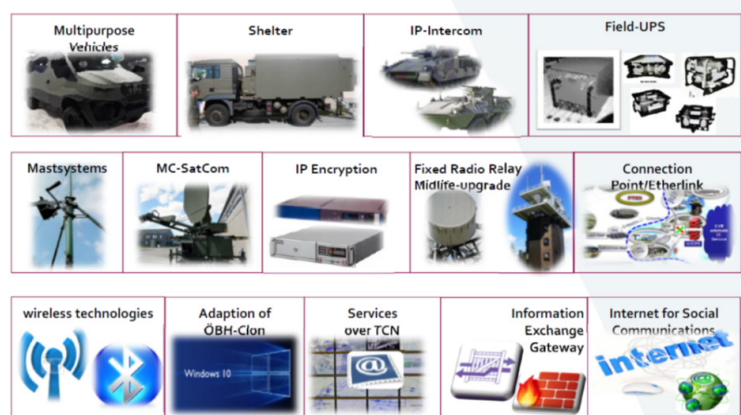 Multipurpose
Vehicles
Shelter
IP-Intercom
Field-UPS
Mastsystems
MC-SatCom
IP Encryption
Fixed Radio Relay
Midlife-upgrade
Connection
Point/Etherlink
wireless technologies
Adaption of
ÖBH-Clon
Windows 10
Services
over TCN
@
Information
Exchange
Gateway
Internet for Social
Communications
internet